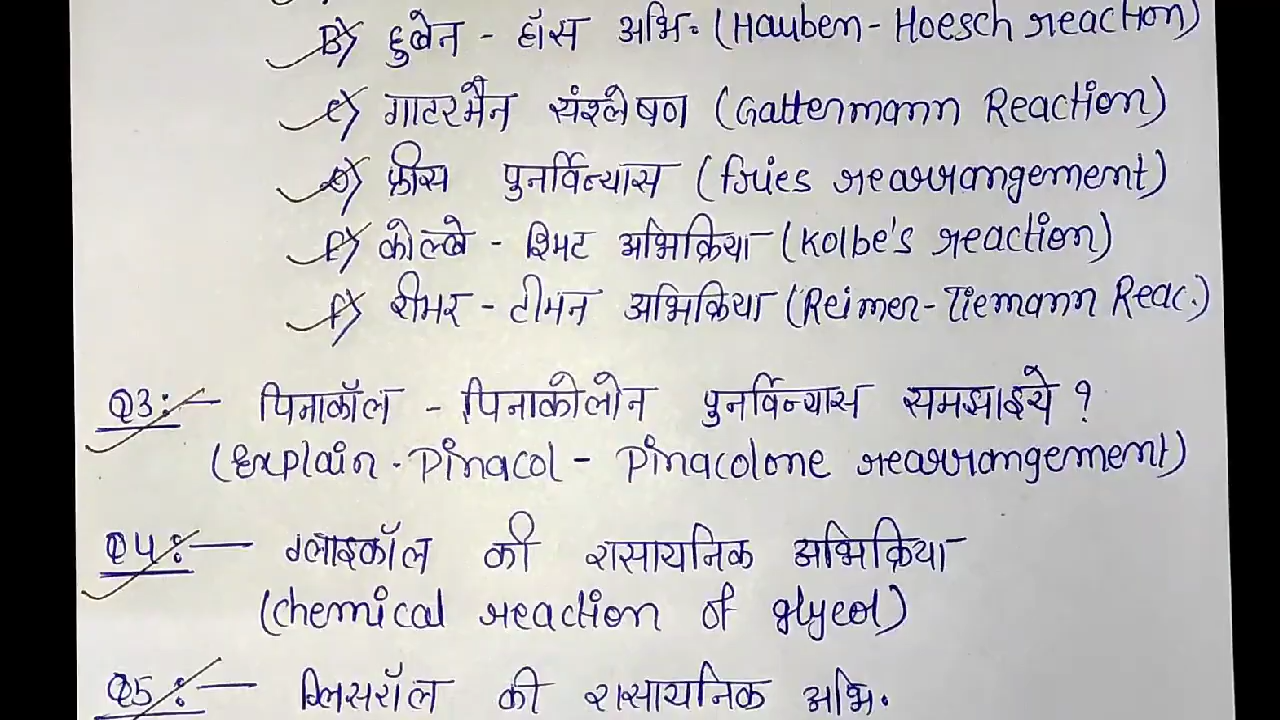 B) हुबेन - हॉस अभि॰ (Hauben - Hoesch reaction)
C) गाटरमैन संश्लेषण (Gattermann Reaction)
D) फ्रीस पुनर्विन्यास (fries rearrangement)
E) कोल्बे - श्मिट अभिक्रिया (Kolbe's reaction)
F) रीमर - टीमन अभिक्रिया (Reimer-Tiemann Reac.)
Q3:— पिनाकॉल - पिनाकोलोन पुनर्विन्यास समझाइये ?
(Explain. Pinacol - Pinacolone rearrangement)
Q4:— ग्लाइकॉल की रासायनिक अभिक्रिया
(chemical reaction of glycol)
Q5:— ग्लिसरॉल की रासायनिक अभि॰